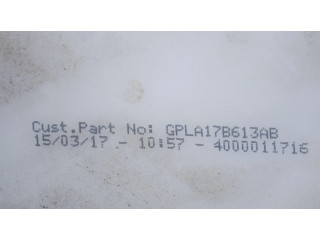 Cust.Part No: GPLA17B613AB
15/03/17 - 10:57 - 4000011716